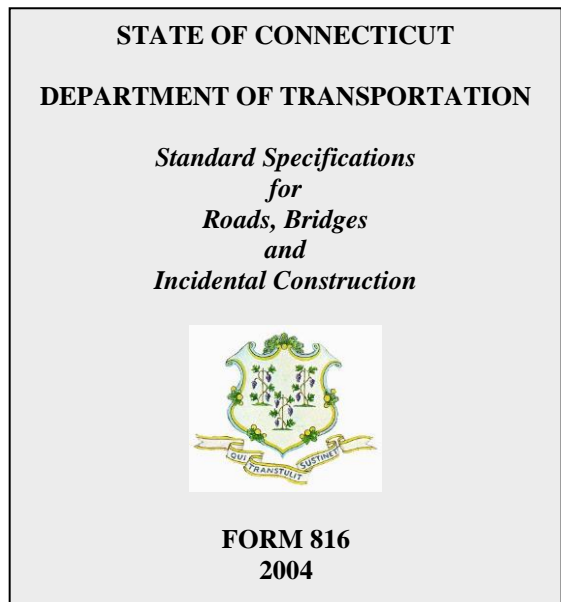 STATE OF CONNECTICUT
DEPARTMENT OF TRANSPORTATION
Standard Specifications
for
Roads, Bridges
and
Incidental Construction
QUI
TRANSTULIT
SUSTINET
FORM 816
2004